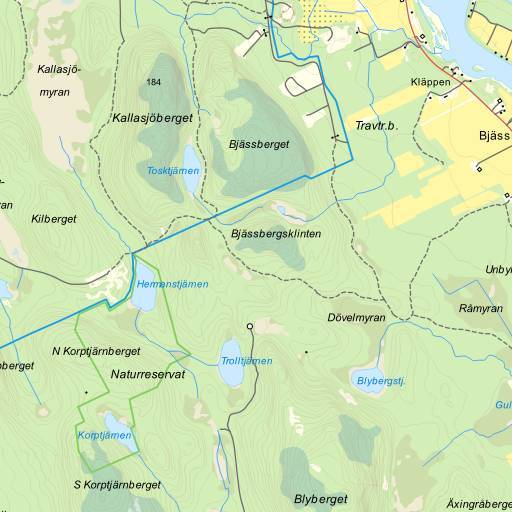 Kallasjö-
myran
184
Kläppen
Kallasjöberget
Travtr.b.
Bjäss
Bjässberget
Tosktjärnen
Kilberget
Bjässbergsklinten
Unby
Hermanstjärnen
Råmyran
Dövelmyran
N Korptjärnberget
Trolltjärnen
berget
Naturreservat
Blybergstj.
Gul
Korptjärnen
S Korptjärnberget
Blyberget
Äxingråberge